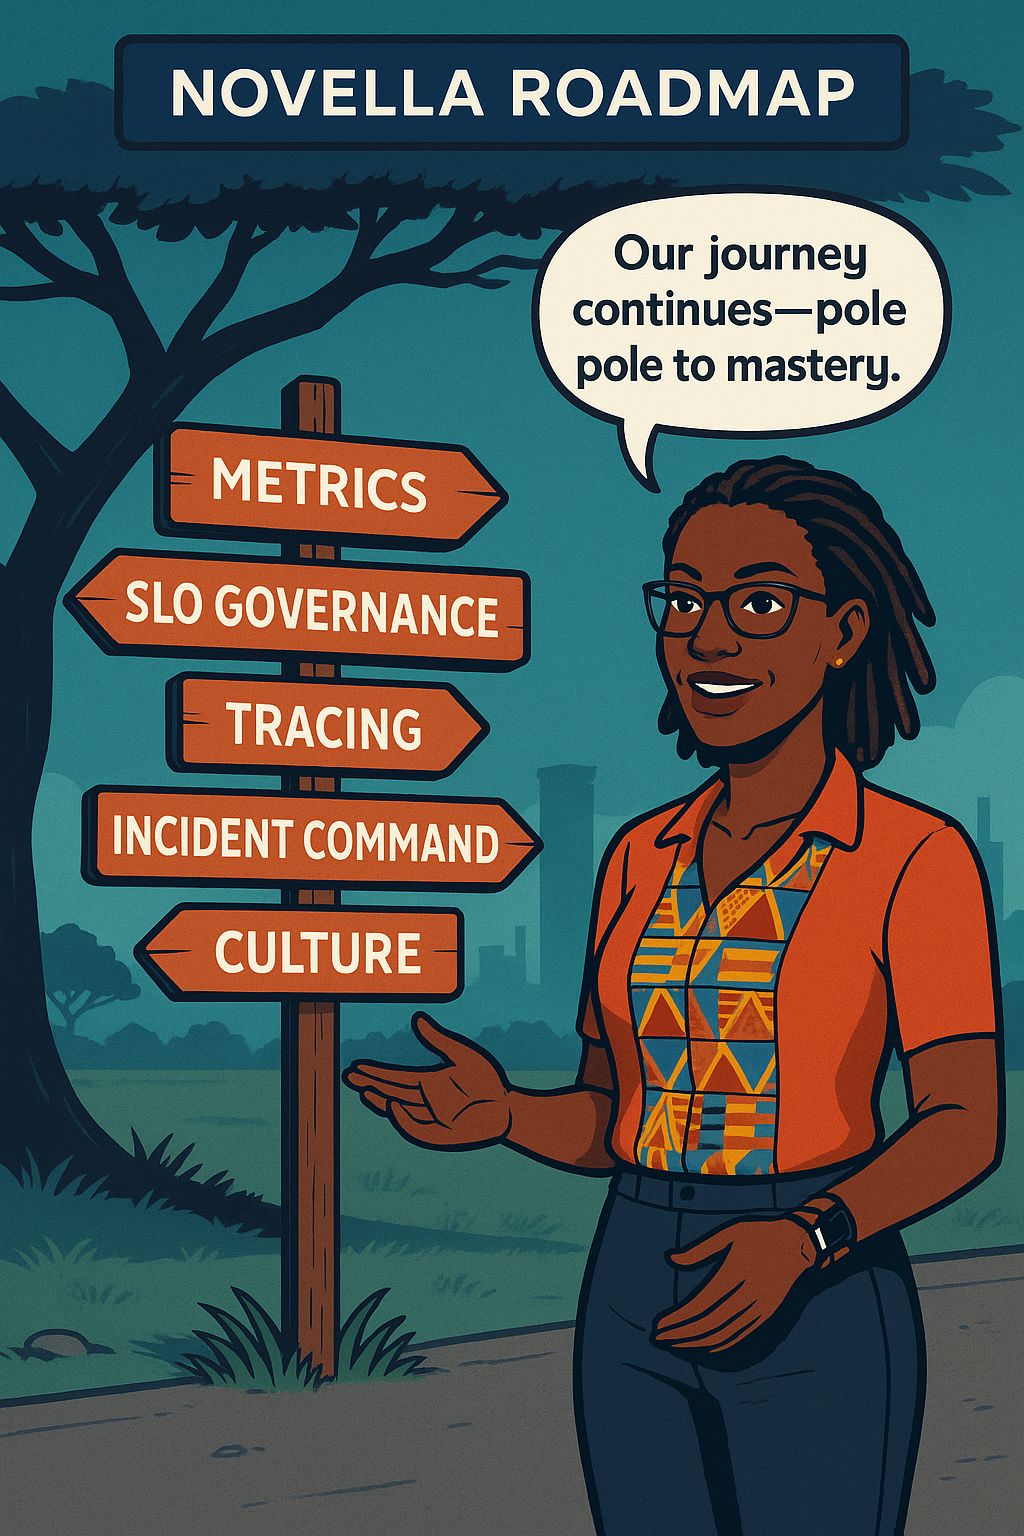 NOVELLA ROADMAP
Our journey
continues—pole
pole to mastery.
METRICS
SLO GOVERNANCE
TRACING
INCIDENT COMMAND
CULTURE